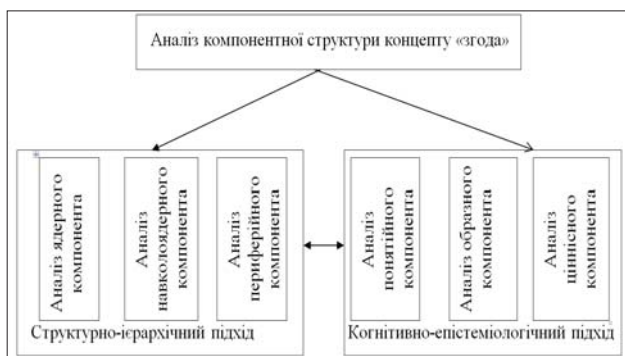 Аналіз компонентної структури концепту «згода»
Аналіз ядерного
компонента
Аналіз
навколоядерного
компонента
Аналіз
периферійного
компонента
Структурно-ієрархічний підхід
Аналіз
понятійного
компонента
Аналіз образного
компонента
Аналіз
ціннісного
компонента
Когнитивно-епістеміологічний підхід